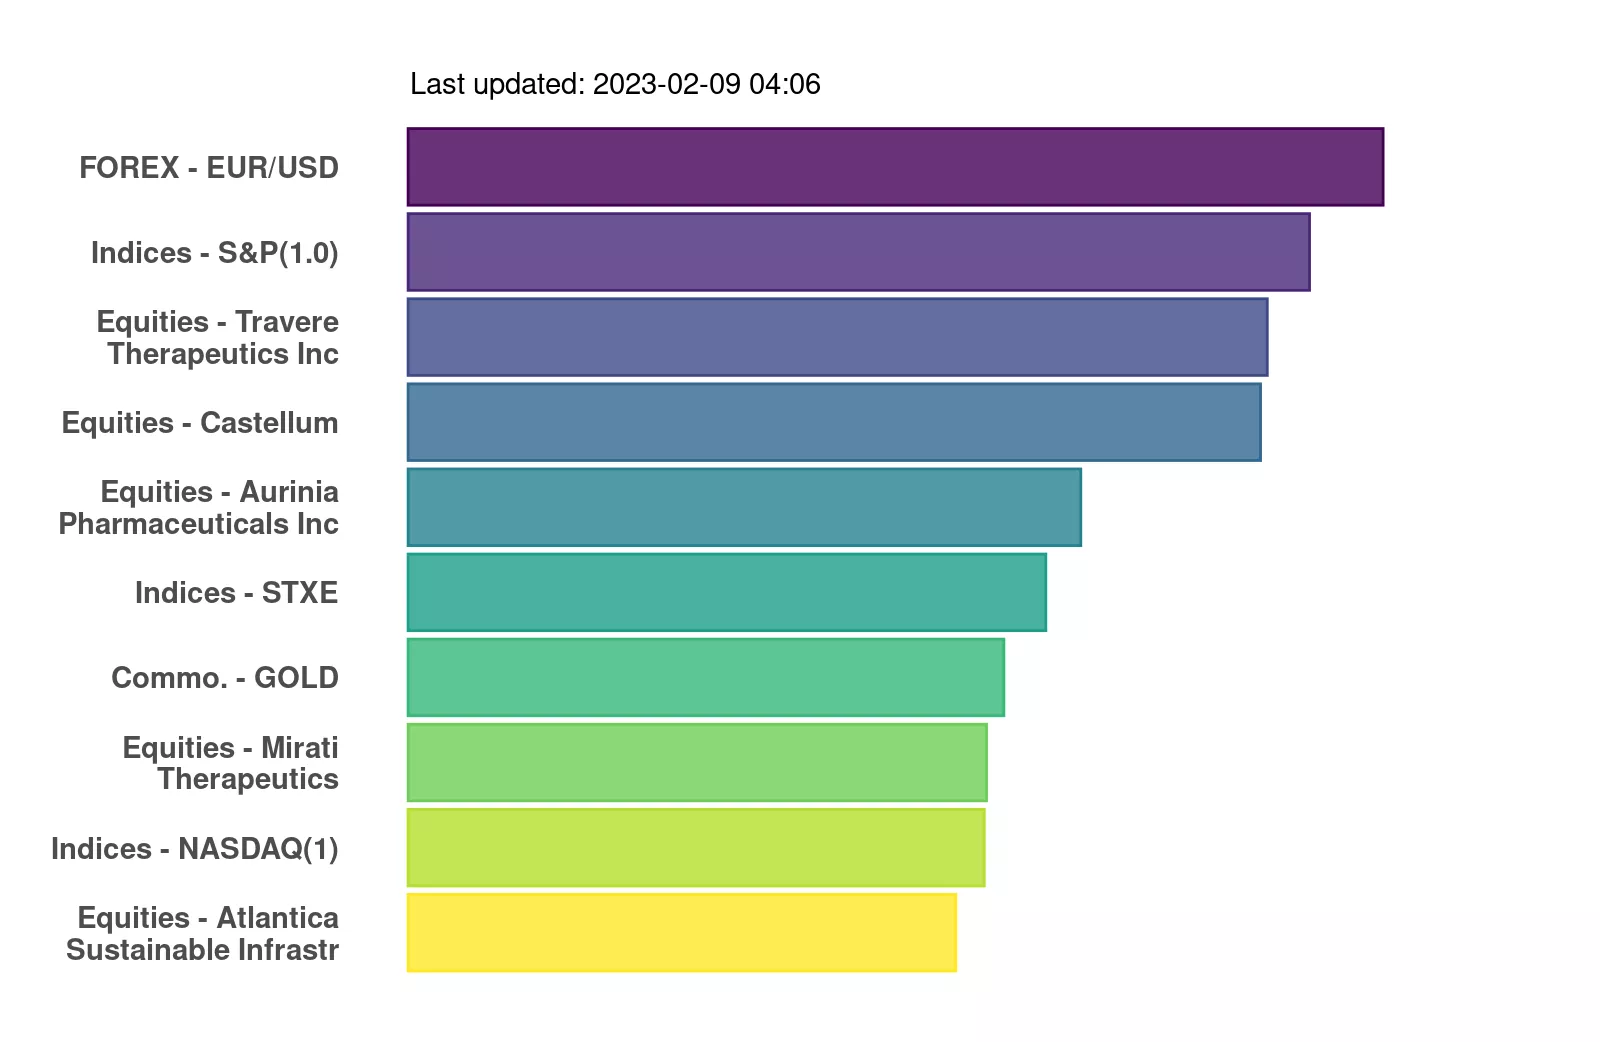 Last updated: 2023-02-09 04:06
FOREX - EUR/USD
Indices - S&P(1.0)
Equities - Travere
Therapeutics Inc
Equities - Castellum
Equities - Aurinia
Pharmaceuticals Inc
Indices - STXE
Commo. - GOLD
Equities - Mirati
Therapeutics
Indices - NASDAQ(1)
Equities - Atlantica
Sustainable Infrastr